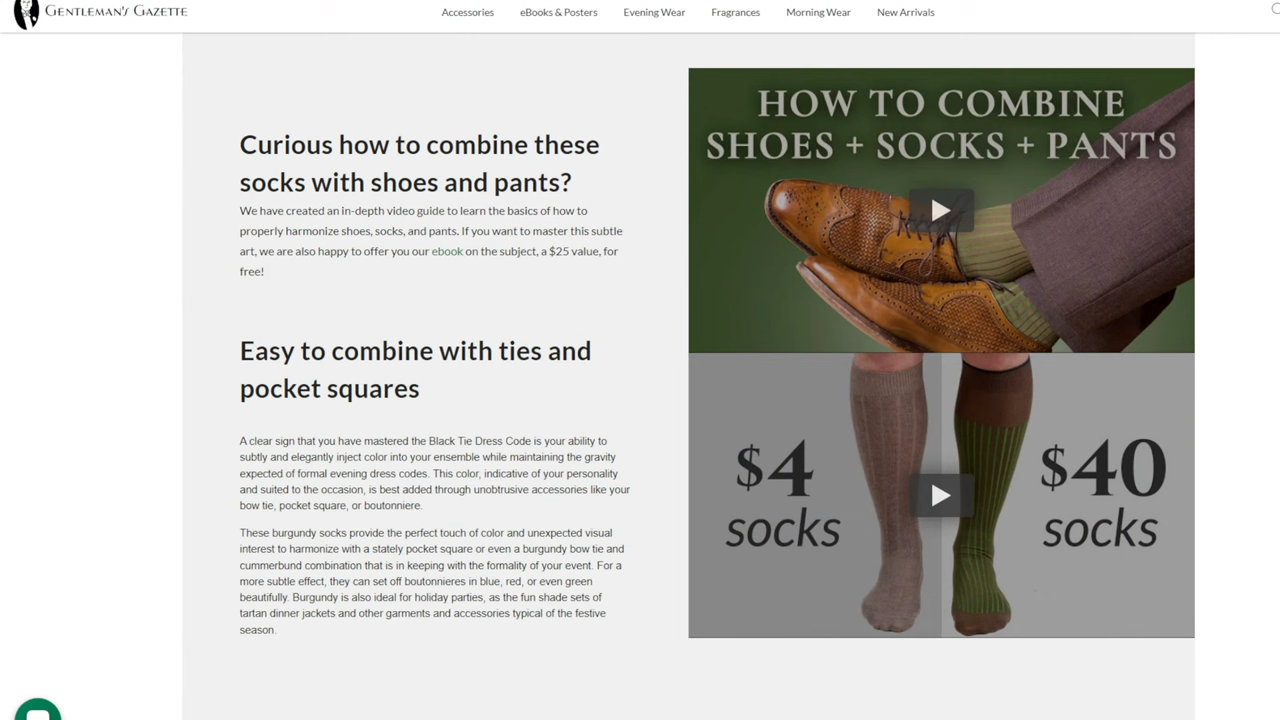 GENTLEMAN'S GAZETTE
Accessories
eBooks & Posters
Evening Wear
Fragrances
Morning Wear
New Arrivals
Curious how to combine these
socks with shoes and pants?
We have created an in-depth video guide to learn the basics of how to
properly harmonize shoes, socks, and pants. If you want to master this subtle
art, we are also happy to offer you our ebook on the subject, a $25 value, for
free!
Easy to combine with ties and
pocket squares
A clear sign that you have mastered the Black Tie Dress Code is your ability to
subtly and elegantly inject color into your ensemble while maintaining the gravity
expected of formal evening dress codes. This color, indicative of your personality
and suited to the occasion, is best added through unobtrusive accessories like your
bow tie, pocket square, or boutonniere.
These burgundy socks provide the perfect touch of color and unexpected visual
interest to harmonize with a stately pocket square or even a burgundy bow tie and
cummerbund combination that is in keeping with the formality of your event. For a
more subtle effect, they can set off boutonnieres in blue, red, or even green
beautifully. Burgundy is also ideal for holiday parties, as the fun shade sets of
tartan dinner jackets and other garments and accessories typical of the festive
season.
HOW TO COMBINE
SHOES + SOCKS + PANTS
$4
socks
$40
socks